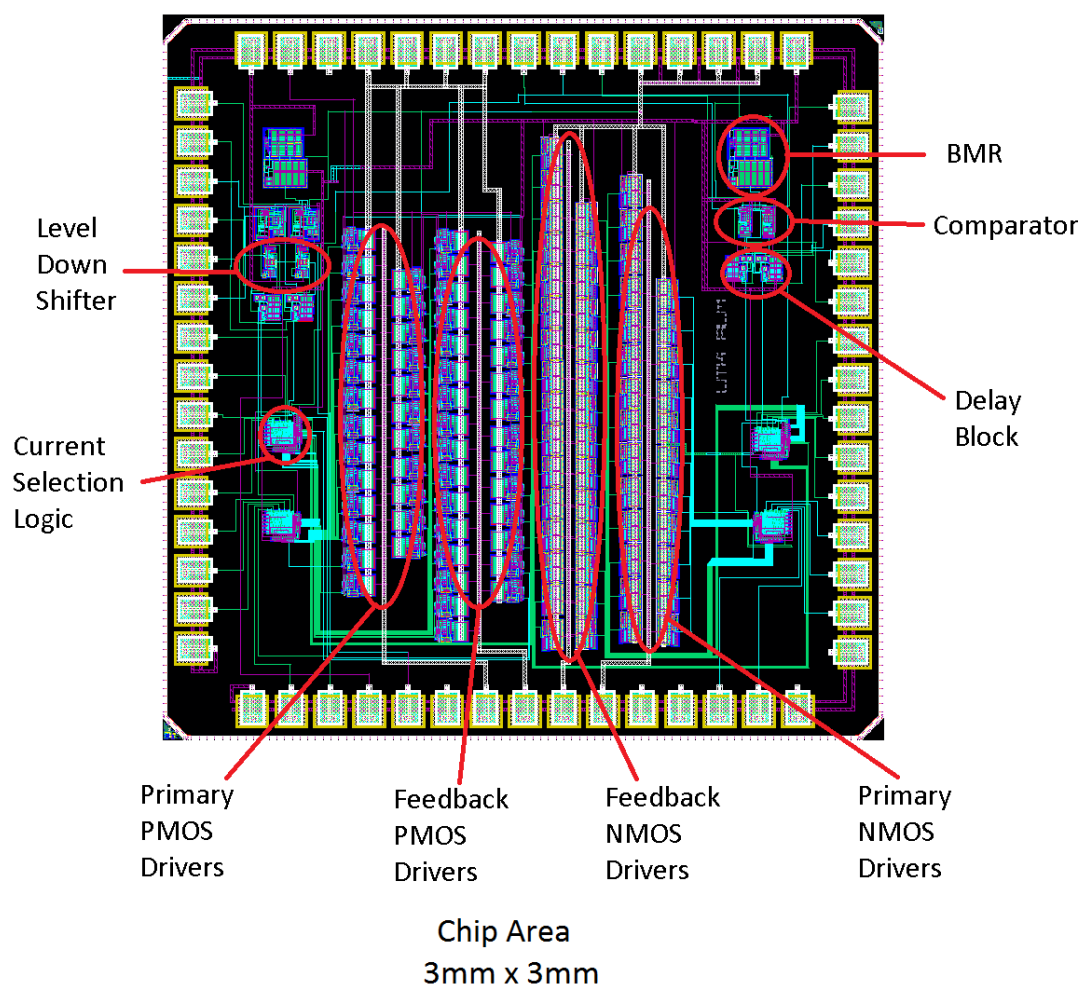 BMR
Comparator
Level
Down
Shifter
Delay
Block
Current
Selection
Logic
Primary
PMOS
Drivers
Feedback
PMOS
Drivers
Feedback
NMOS
Drivers
Primary
NMOS
Drivers
Chip Area
3mm x 3mm